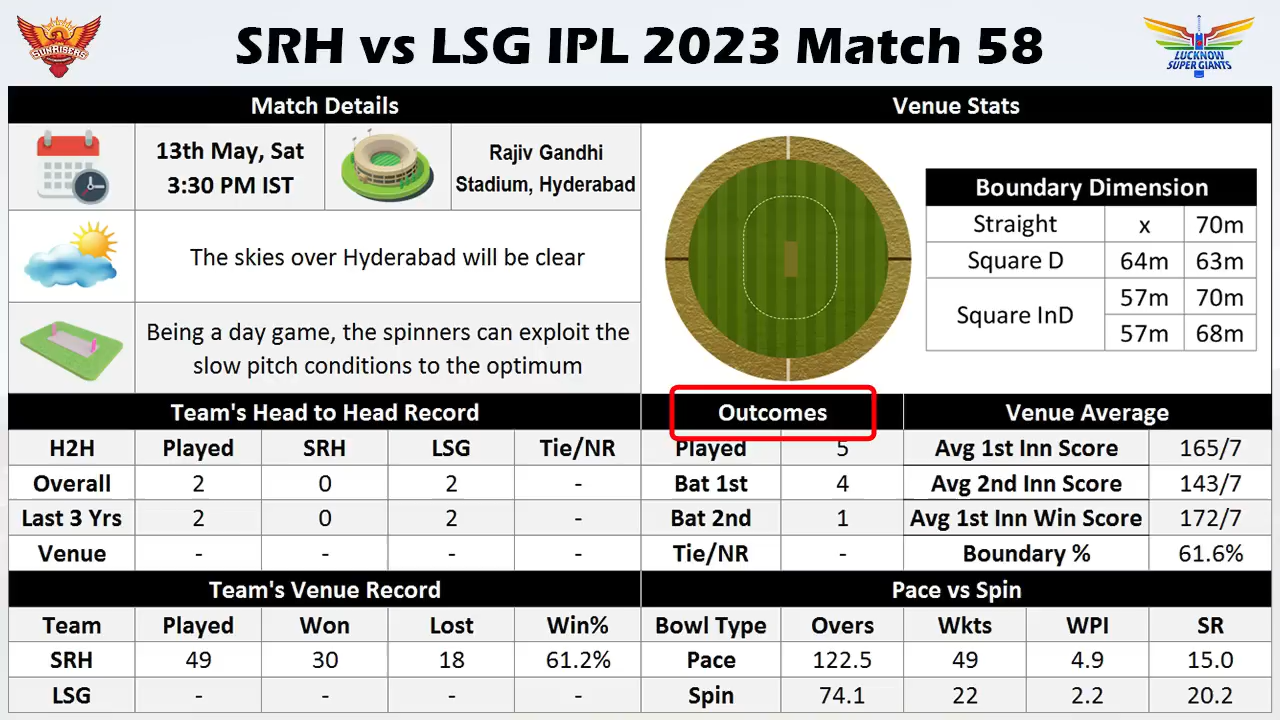 SUNRISERS
SRH vs LSG IPL 2023 Match 58
LUCKNOW
SUPER GIANTS
Match Details
13th May, Sat
3:30 PM IST
Rajiv Gandhi
Stadium, Hyderabad
The skies over Hyderabad will be clear
Being a day game, the spinners can exploit the
slow pitch conditions to the optimum
Venue Stats
Boundary Dimension
Straight x 70m
Square D 64m 63m
Square InD 57m 70m
57m 68m
Team's Head to Head Record
H2H Played SRH LSG Tie/NR
Overall 2 0 2 -
Last 3 Yrs 2 0 2 -
Venue - - - -
Outcomes
Played 5
Bat 1st 4
Bat 2nd 1
Tie/NR -
Venue Average
Avg 1st Inn Score 165/7
Avg 2nd Inn Score 143/7
Avg 1st Inn Win Score 172/7
Boundary % 61.6%
Team's Venue Record
Team Played Won Lost Win%
SRH 49 30 18 61.2%
LSG - - - -
Pace vs Spin
Bowl Type Overs Wkts WPI SR
Pace 122.5 49 4.9 15.0
Spin 74.1 22 2.2 20.2